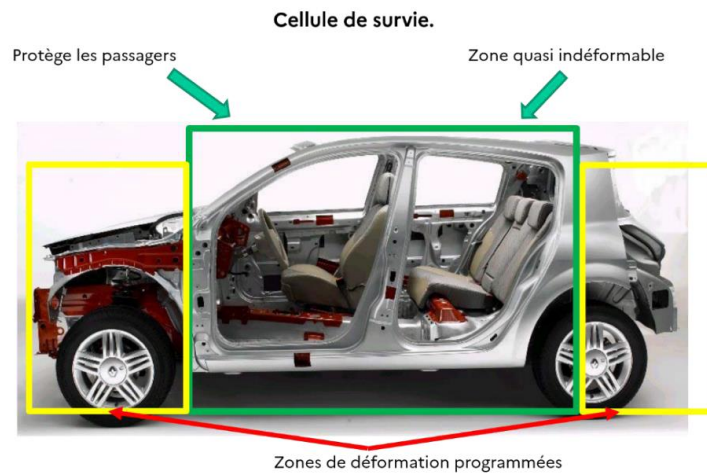 Cellule de survie.
Protège les passagers
Zone quasi indéformable
Zones de déformation programmées